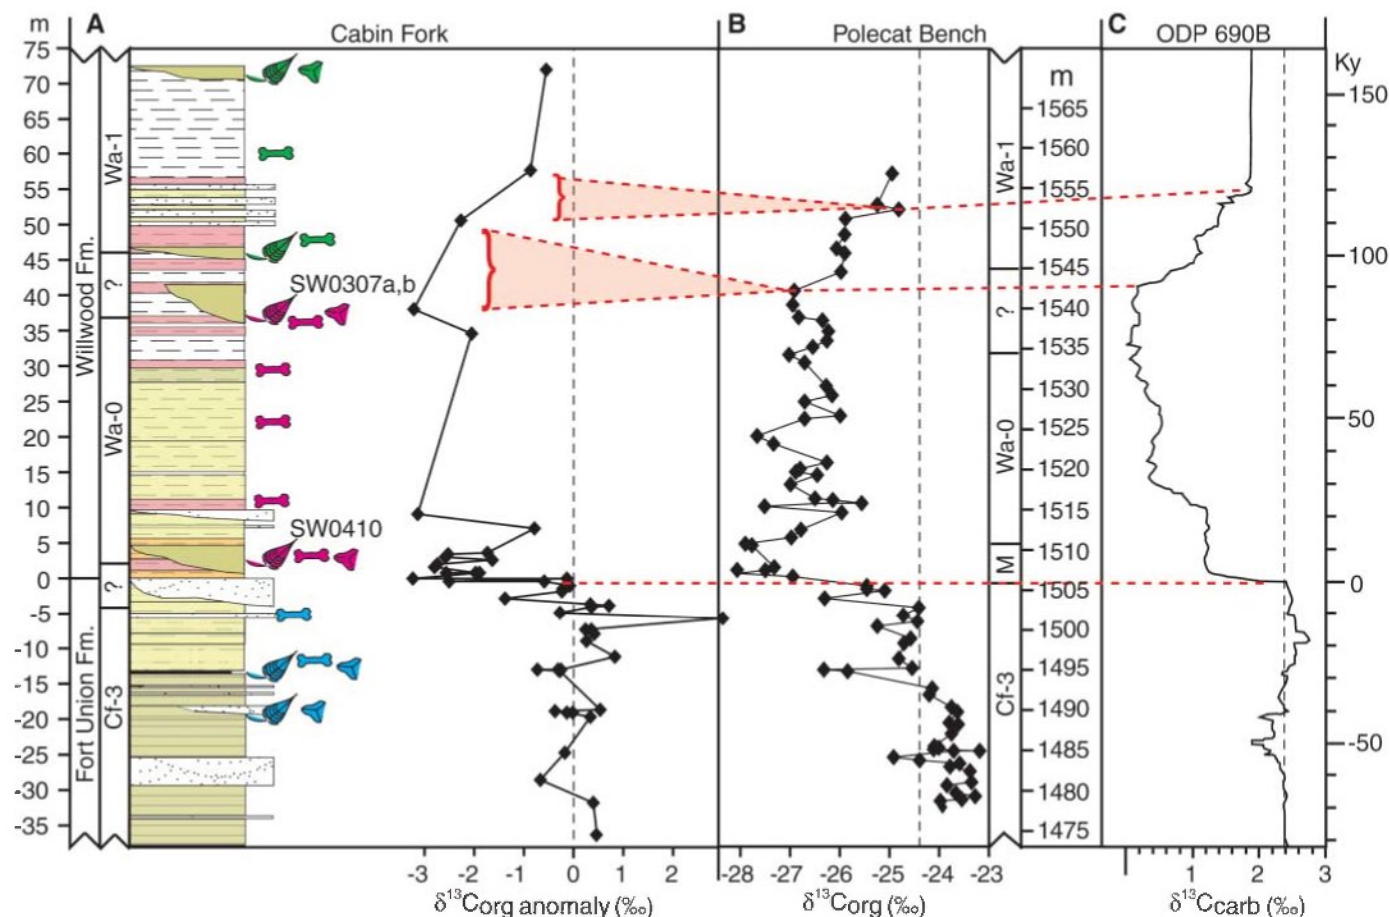 m A Cabin Fork B Polecat Bench C ODP 690B
Ky
75
70
65
60
55
50
45
40
35
30
25
20
15
10
5
0
-5
-10
-15
-20
-25
-30
-35
Willwood Fm.
Fort Union Fm.
Wa-1
?
Wa-0
?
Cf-3
SW0307a,b
SW0410
-3 -2 -1 0 1 2
δ13Corg anomaly (‰)
-28 -27 -26 -25 -24 -23
δ13Corg (‰)
Wa-1
?
Wa-0
M
Cf-3
m
1565
1560
1555
1550
1545
1540
1535
1530
1525
1520
1515
1510
1505
1500
1495
1490
1485
1480
1475
1 2 3
δ13Ccarb (‰)
150
100
50
0
-50